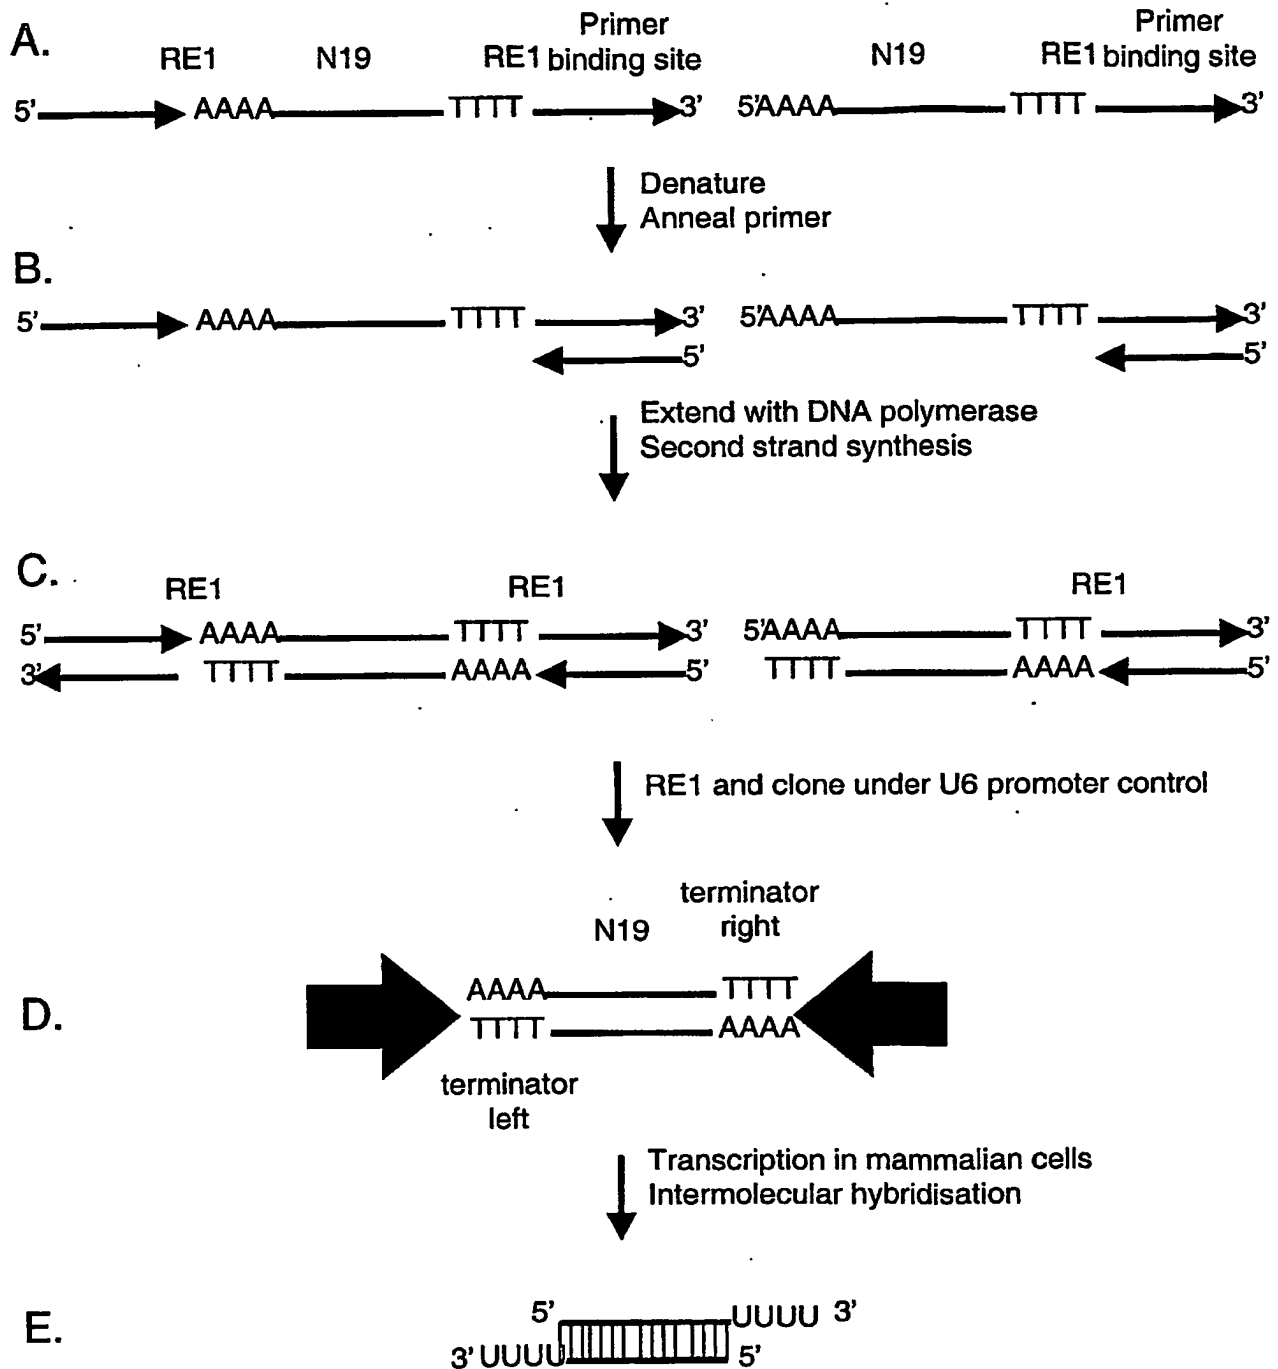 A.
RE1 N19 RE1 Primer binding site N19 RE1 Primer binding site
5' AAAA TTTT 3' 5'AAAA TTTT 3'
Denature
Anneal primer
B.
5' AAAA TTTT 3' 5'AAAA TTTT 3'
5' 5'
Extend with DNA polymerase
Second strand synthesis
C.
RE1 RE1 RE1
5' AAAA TTTT 3' 5'AAAA TTTT 3'
3' TTTT AAAA 5' TTTT AAAA 5'
RE1 and clone under U6 promoter control
terminator
right
N19
D.
AAAA TTTT
TTTT AAAA
terminator
left
Transcription in mammalian cells
Intermolecular hybridisation
E.
5' UUUU 3'
3' UUUU 5'